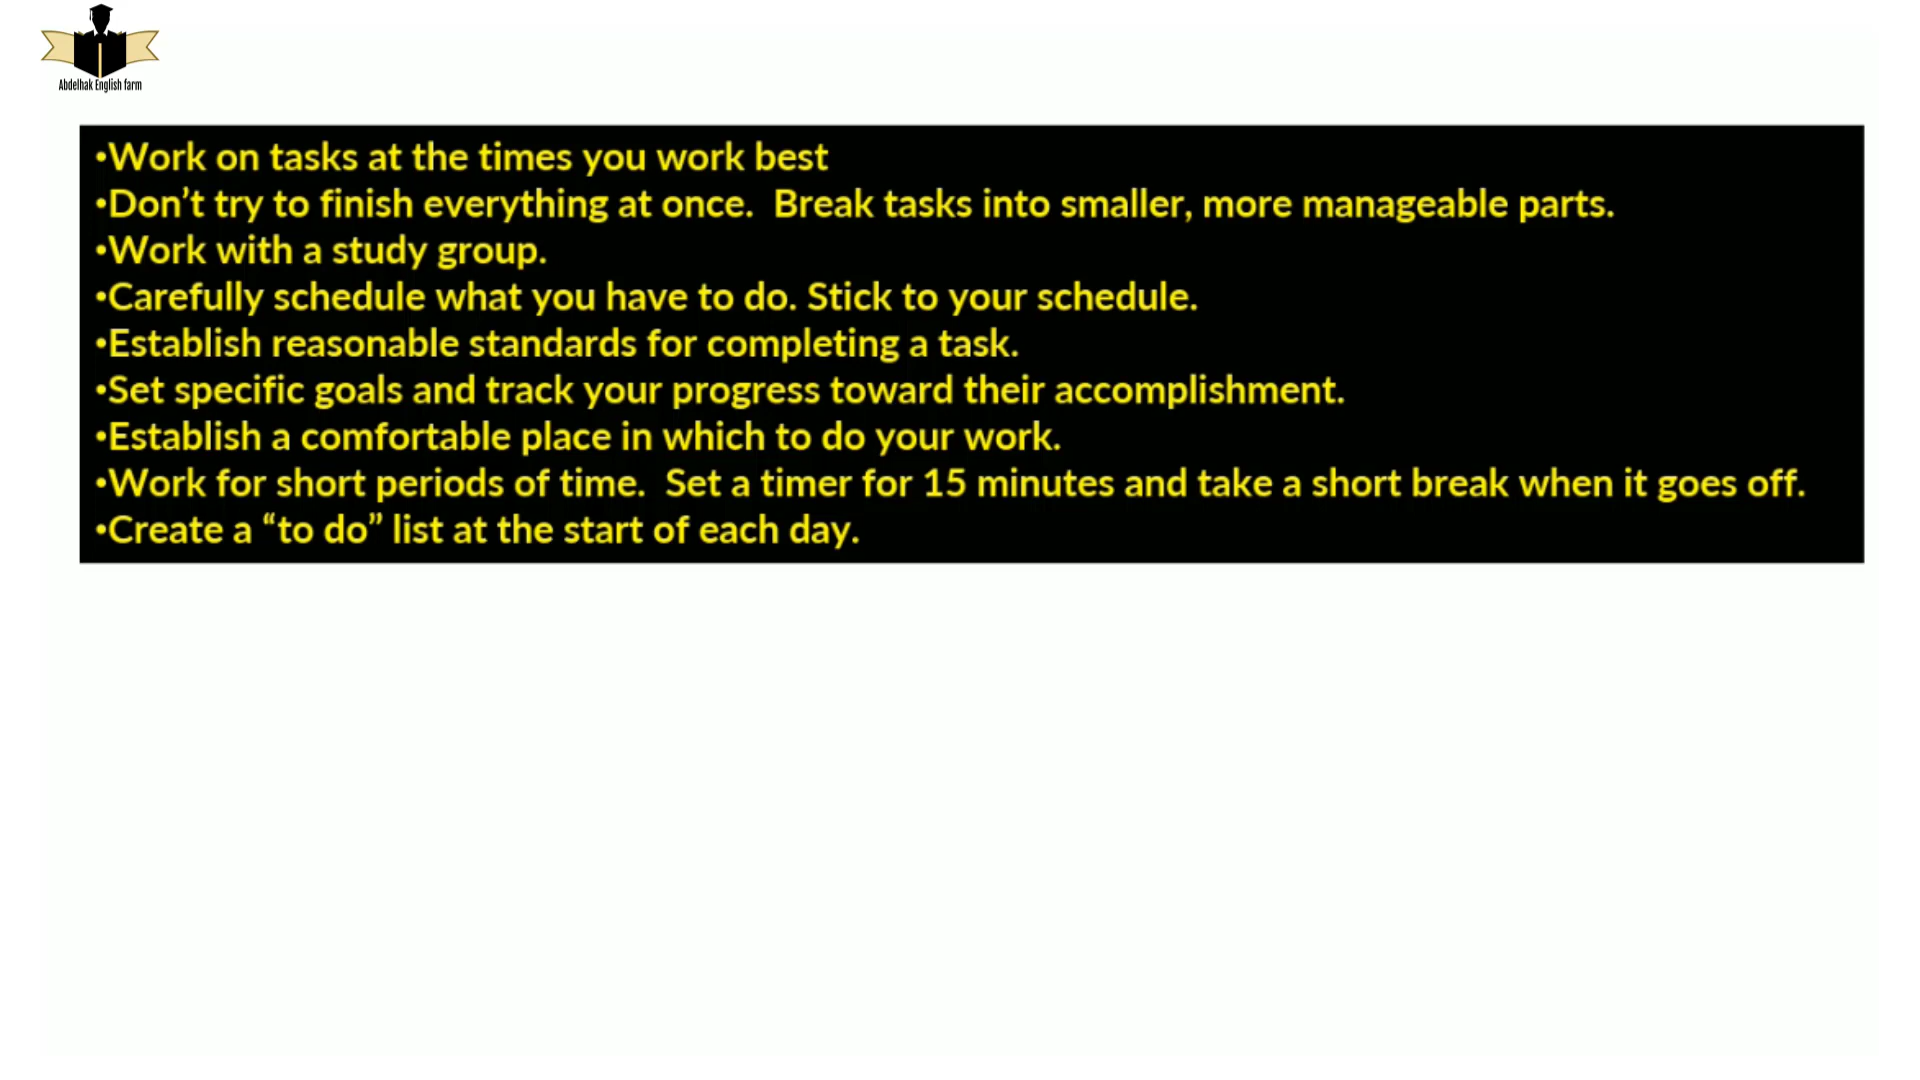 Abdelhak English farm
•Work on tasks at the times you work best
•Don’t try to finish everything at once.  Break tasks into smaller, more manageable parts.
•Work with a study group.
•Carefully schedule what you have to do. Stick to your schedule.
•Establish reasonable standards for completing a task.
•Set specific goals and track your progress toward their accomplishment.
•Establish a comfortable place in which to do your work.
•Work for short periods of time.  Set a timer for 15 minutes and take a short break when it goes off.
•Create a “to do” list at the start of each day.